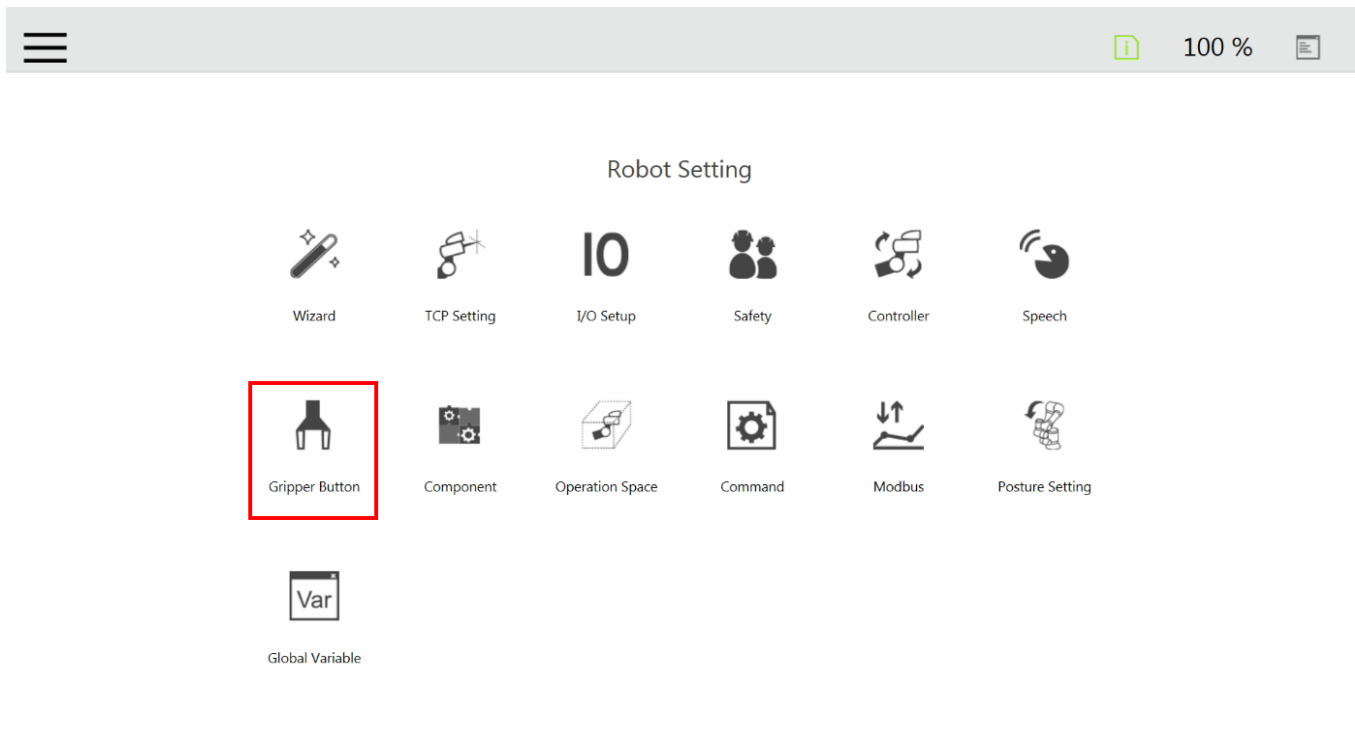 100 %
Robot Setting
IO
Wizard
TCP Setting
I/O Setup
Safety
Controller
Speech
Gripper Button
Component
Operation Space
Command
Modbus
Posture Setting
Var
Global Variable